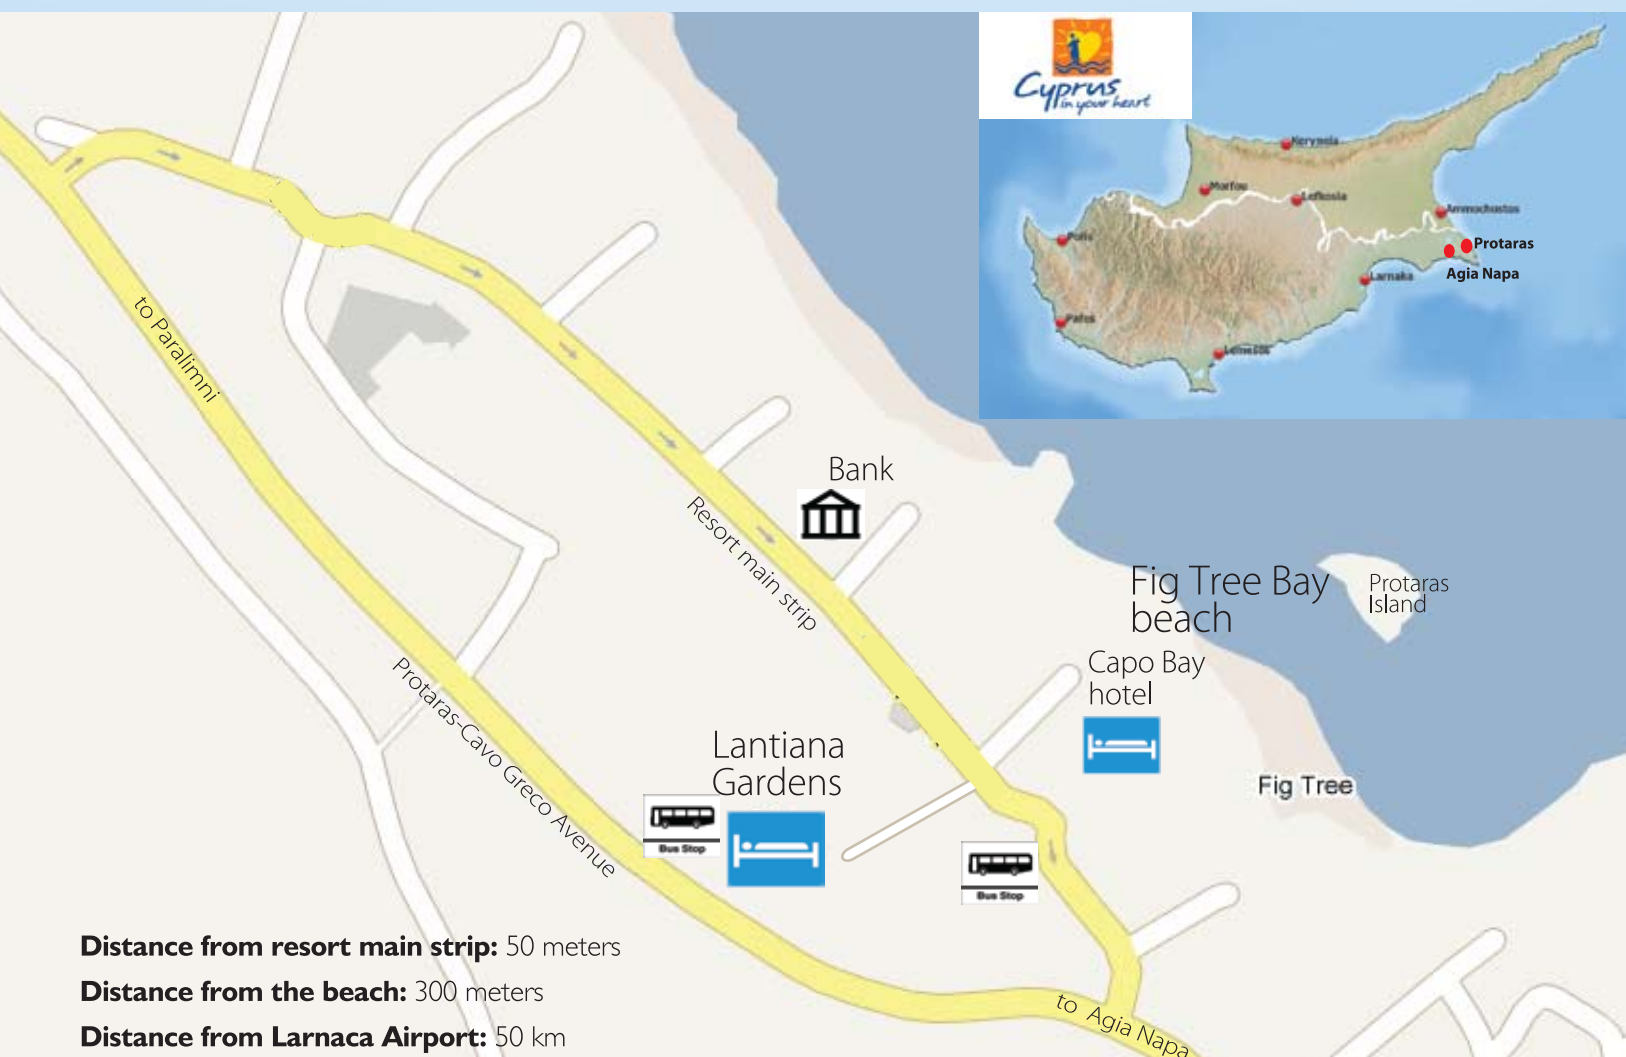 Cyprus
in your heart
Keryneia
Morfou
Lefkosia
Ammochostos
Polis
Protaras
Agia Napa
Larnaka
Pafos
Lemesos
to Paralimni
Bank
Resort main strip
Fig Tree Bay
beach
Protaras
Island
Capo Bay
hotel
Protaras-Cavo Greco Avenue
Lantiana
Gardens
Fig Tree
Bus Stop
Bus Stop
Distance from resort main strip: 50 meters
Distance from the beach: 300 meters
Distance from Larnaca Airport: 50 km
to Agia Napa